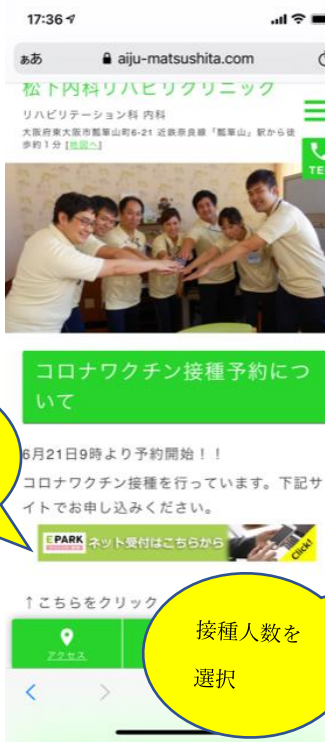 17:36
ああ aiju-matsushita.com
松下内科リハビリクリニック
リハビリテーション科 内科
大阪府東大阪市瓢箪山町6-21 近鉄奈良線「瓢箪山」駅から徒
歩約1分 [地図へ]
TE
コロナワクチン接種予約につ
いて
6月21日9時より予約開始！！
コロナワクチン接種を行っています。下記サ
イトでお申し込みください。
EPARK ネット受付はこちらから Click!
↑こちらをクリック
接種人数を
選択
アクセス